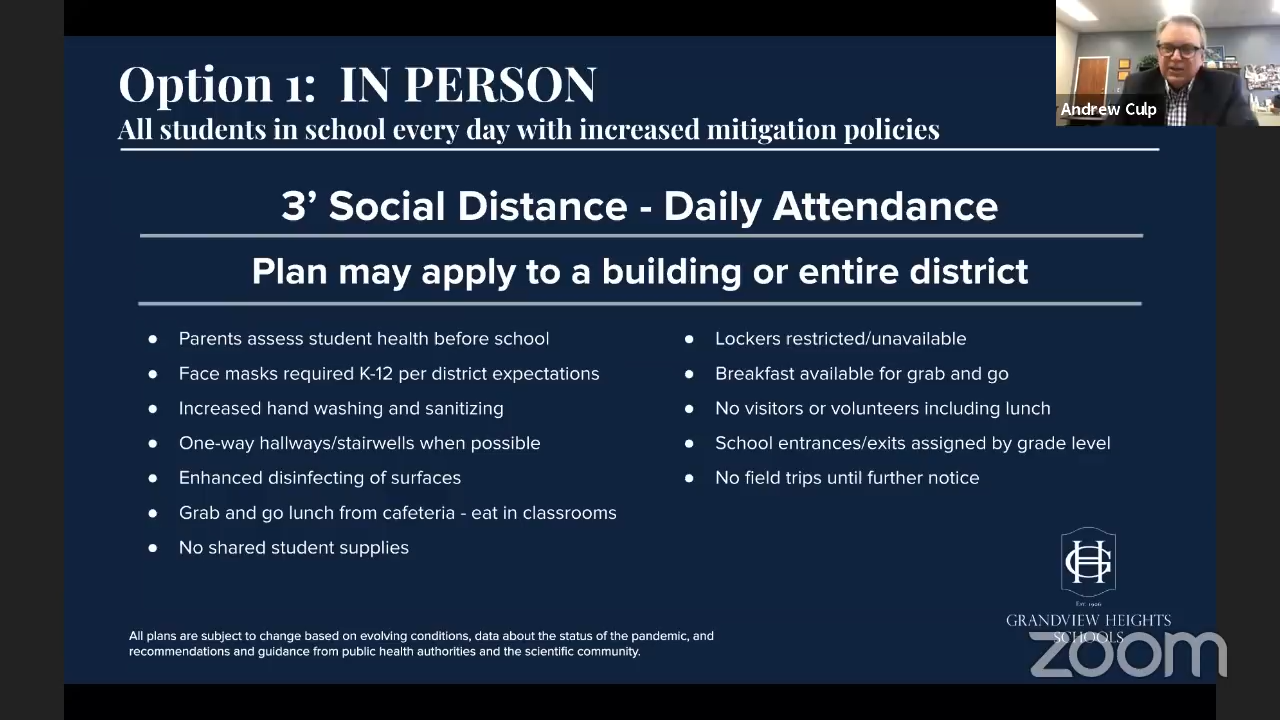 Option 1: IN PERSON
All students in school every day with increased mitigation policies
Andrew Culp
3’ Social Distance - Daily Attendance
Plan may apply to a building or entire district
● Parents assess student health before school
● Face masks required K-12 per district expectations
● Increased hand washing and sanitizing
● One-way hallways/stairwells when possible
● Enhanced disinfecting of surfaces
● Grab and go lunch from cafeteria - eat in classrooms
● No shared student supplies
● Lockers restricted/unavailable
● Breakfast available for grab and go
● No visitors or volunteers including lunch
● School entrances/exits assigned by grade level
● No field trips until further notice
All plans are subject to change based on evolving conditions, data about the status of the pandemic, and
recommendations and guidance from public health authorities and the scientific community.
GH
Est. 1906
GRANDVIEW HEIGHTS
SCHOOLS
zoom